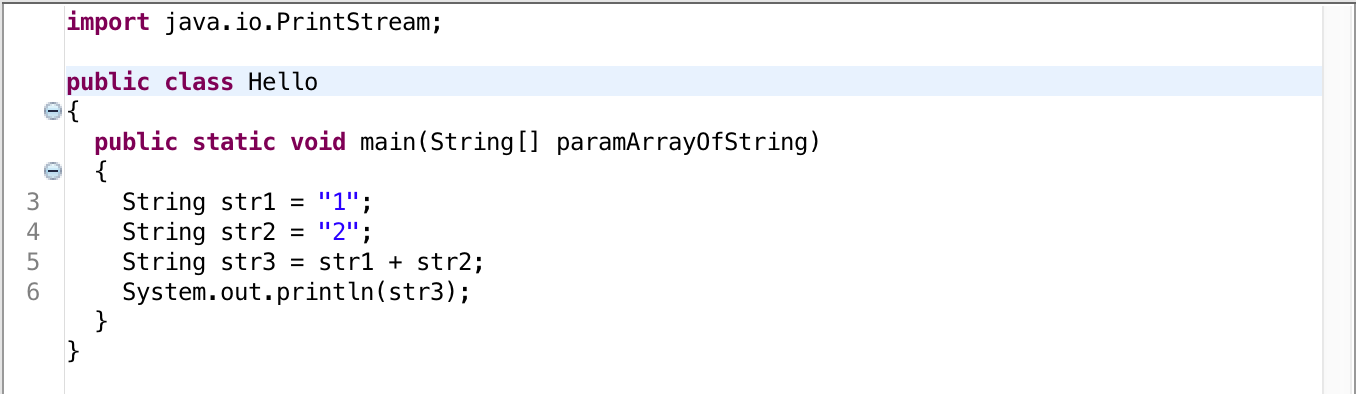 import java.io.PrintStream;
public class Hello
{
public static void main(String[] paramArrayOfString)
{
3 String str1 = "1";
4 String str2 = "2";
5 String str3 = str1 + str2;
6 System.out.println(str3);
}
}